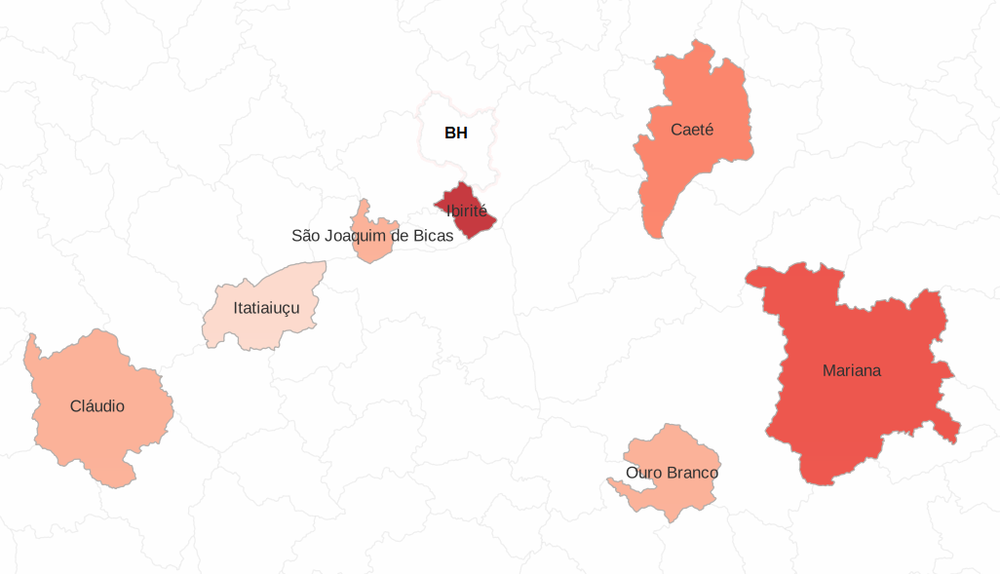 Caeté
BH
Ibirité
São Joaquim de Bicas
Itatiaiuçu
Mariana
Cláudio
Ouro Branco